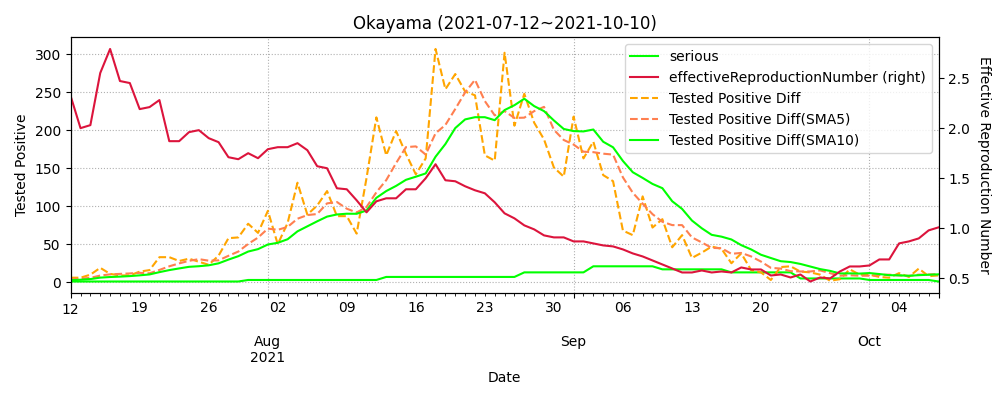 Okayama (2021-07-12~2021-10-10)
Tested Positive
300
250
200
150
100
50
0
serious
effectiveReproductionNumber (right)
Tested Positive Diff
Tested Positive Diff(SMA5)
Tested Positive Diff(SMA10)
2.5
2.0
1.5
1.0
0.5
Effective Reproduction Number
12 19 26 02 09 16 23 30 06 13 20 27 04
Aug Sep Oct
2021
Date